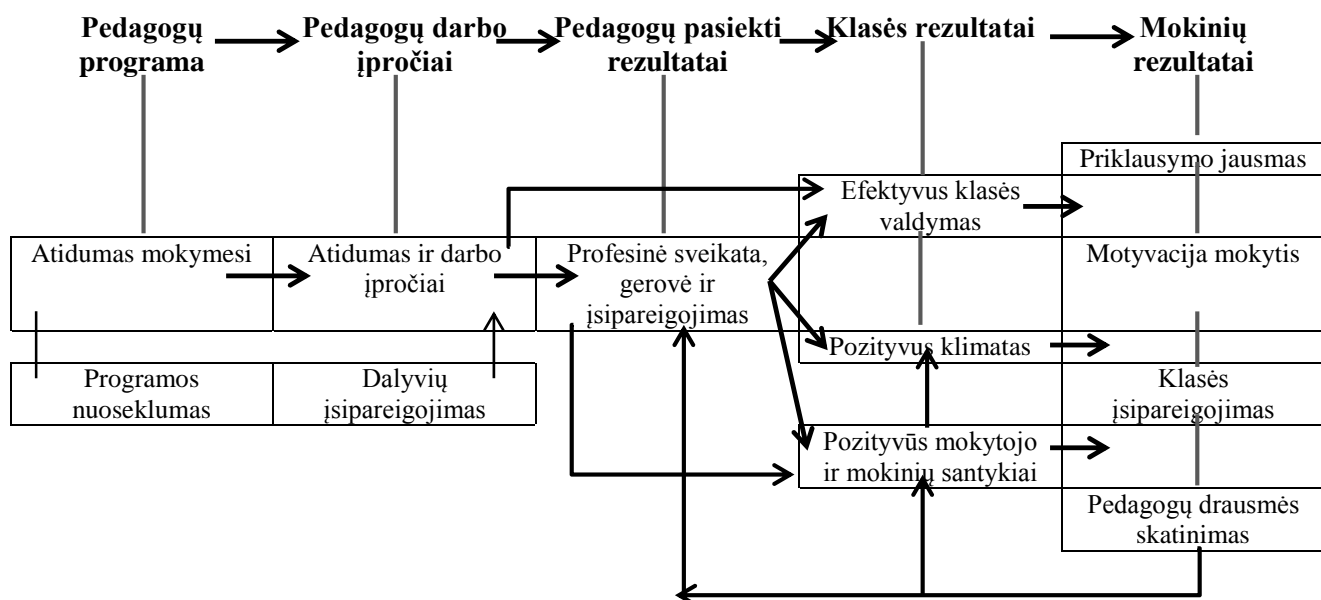 Pedagogų
programa
Pedagogų darbo
įpročiai
Pedagogų pasiekti
rezultatai
Klasės rezultatai
Mokinių
rezultatai
Priklausymo jausmas
Efektyvus klasės
valdymas
Atidumas mokymesi
Atidumas ir darbo
įpročiai
Profesinė sveikata,
gerovė ir
įsipareigojimas
Motyvacija mokytis
Pozityvus klimatas
Programos
nuoseklumas
Dalyvių
įsipareigojimas
Klasės
įsipareigojimas
Pozityvūs mokytojo
ir mokinių santykiai
Pedagogų drausmės
skatinimas